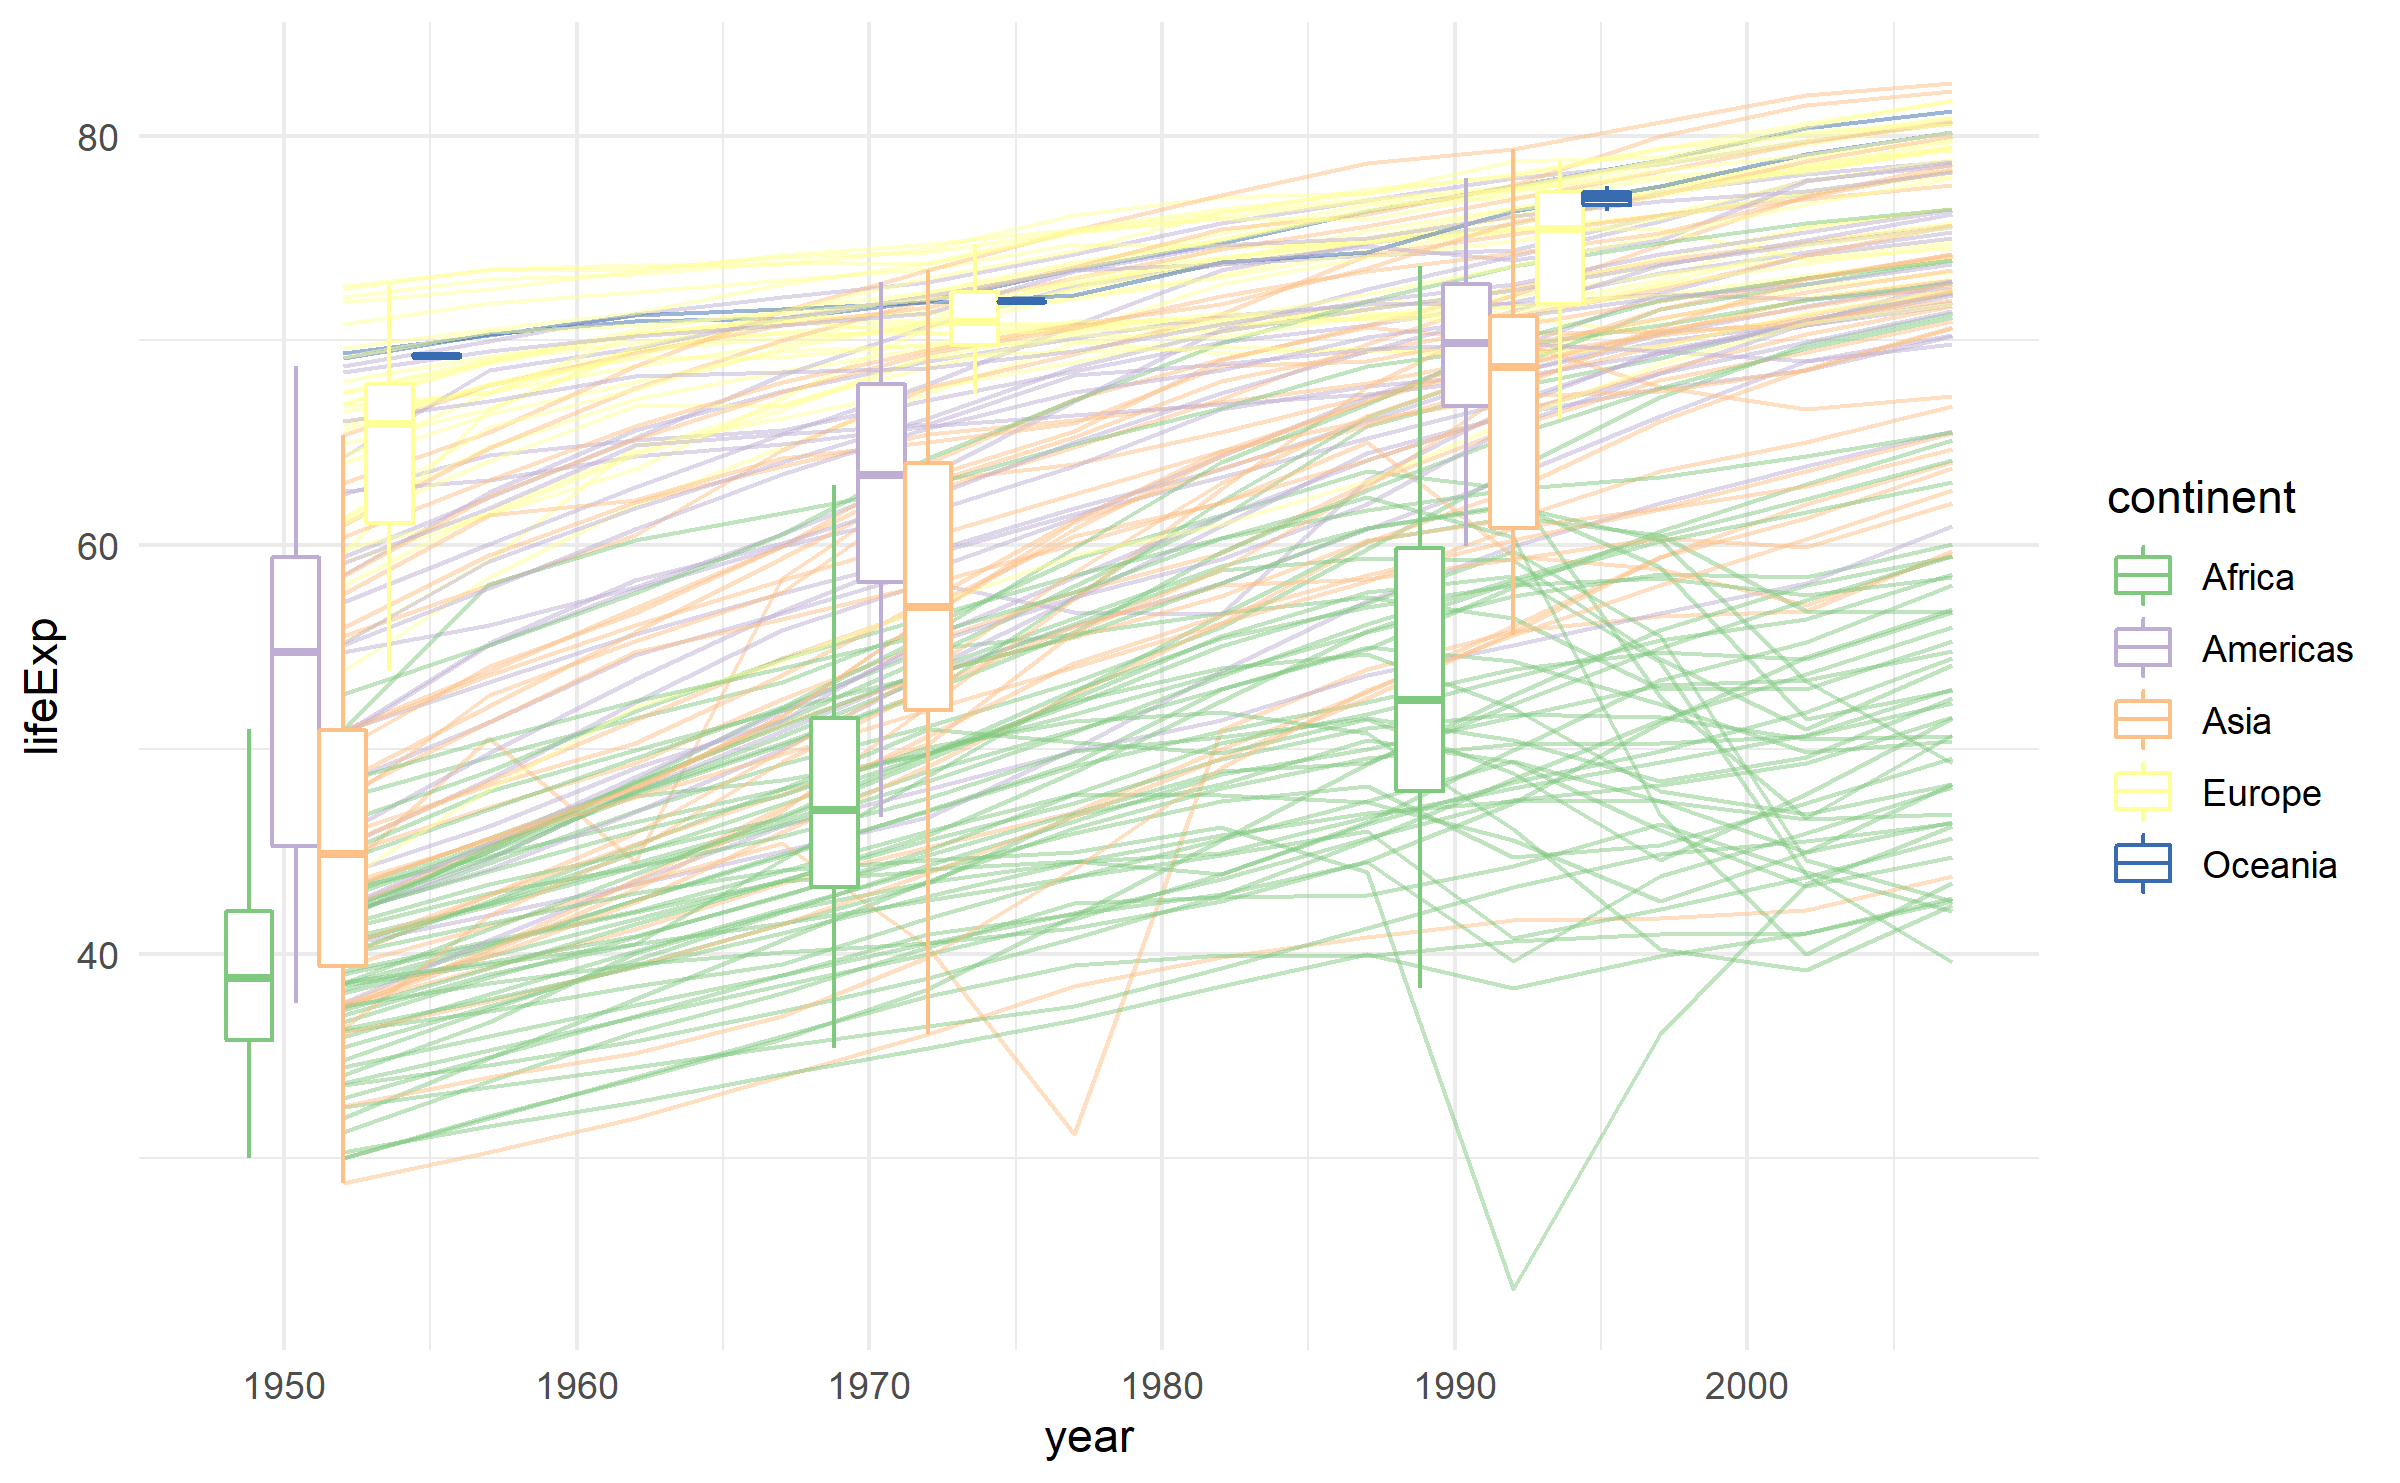 80
60
40
lifeExp
1950 1960 1970 1980 1990 2000
year
continent
Africa
Americas
Asia
Europe
Oceania